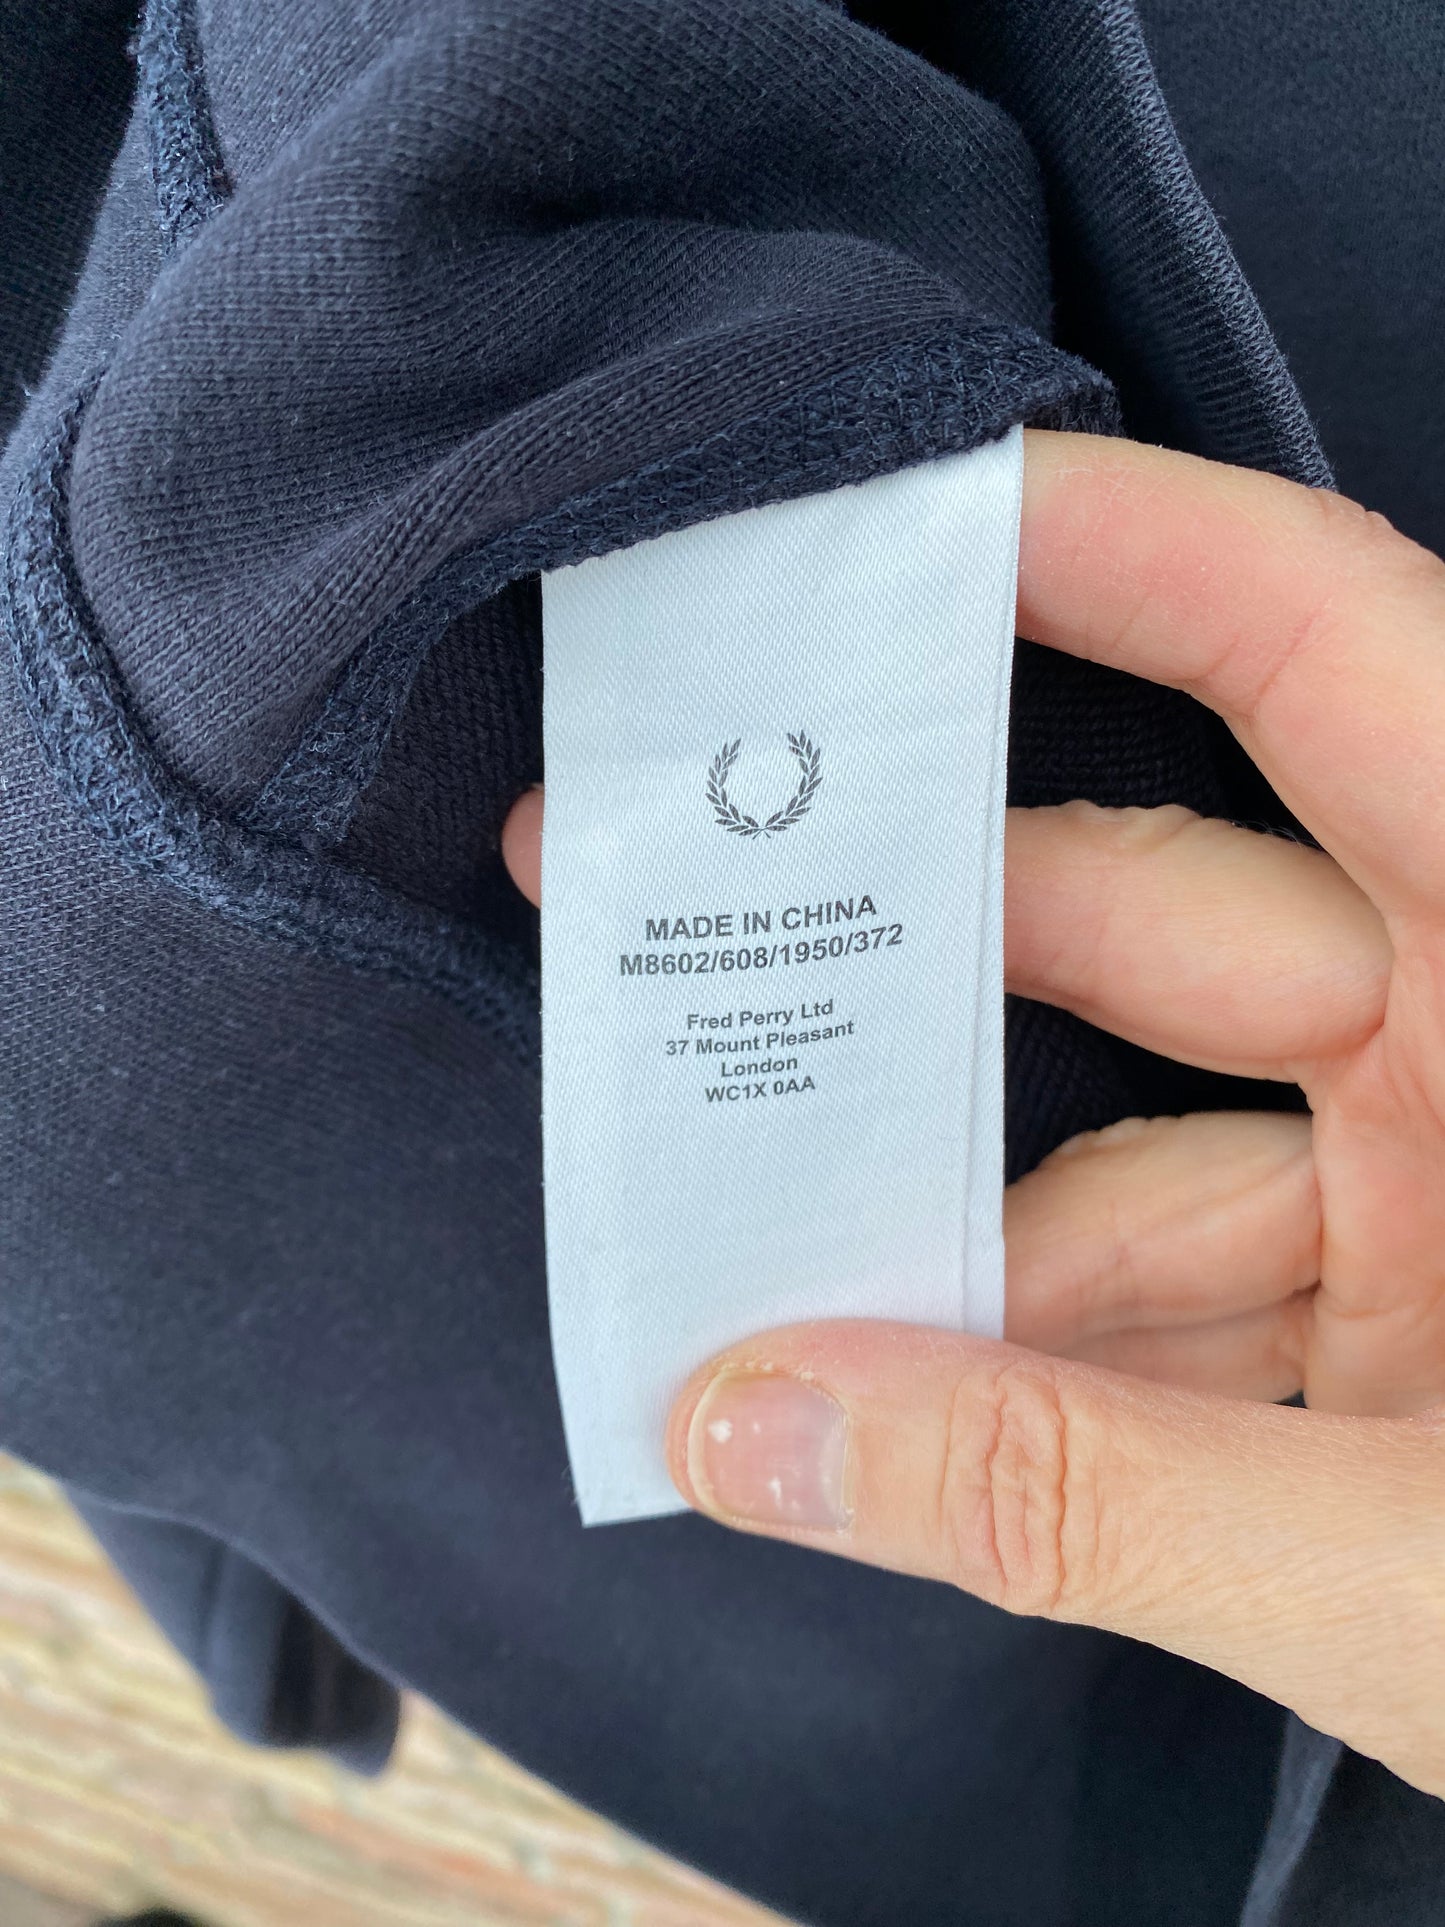 MADE IN CHINA
M8602/608/1950/372
Fred Perry Ltd
37 Mount Pleasant
London
WC1X 0AA